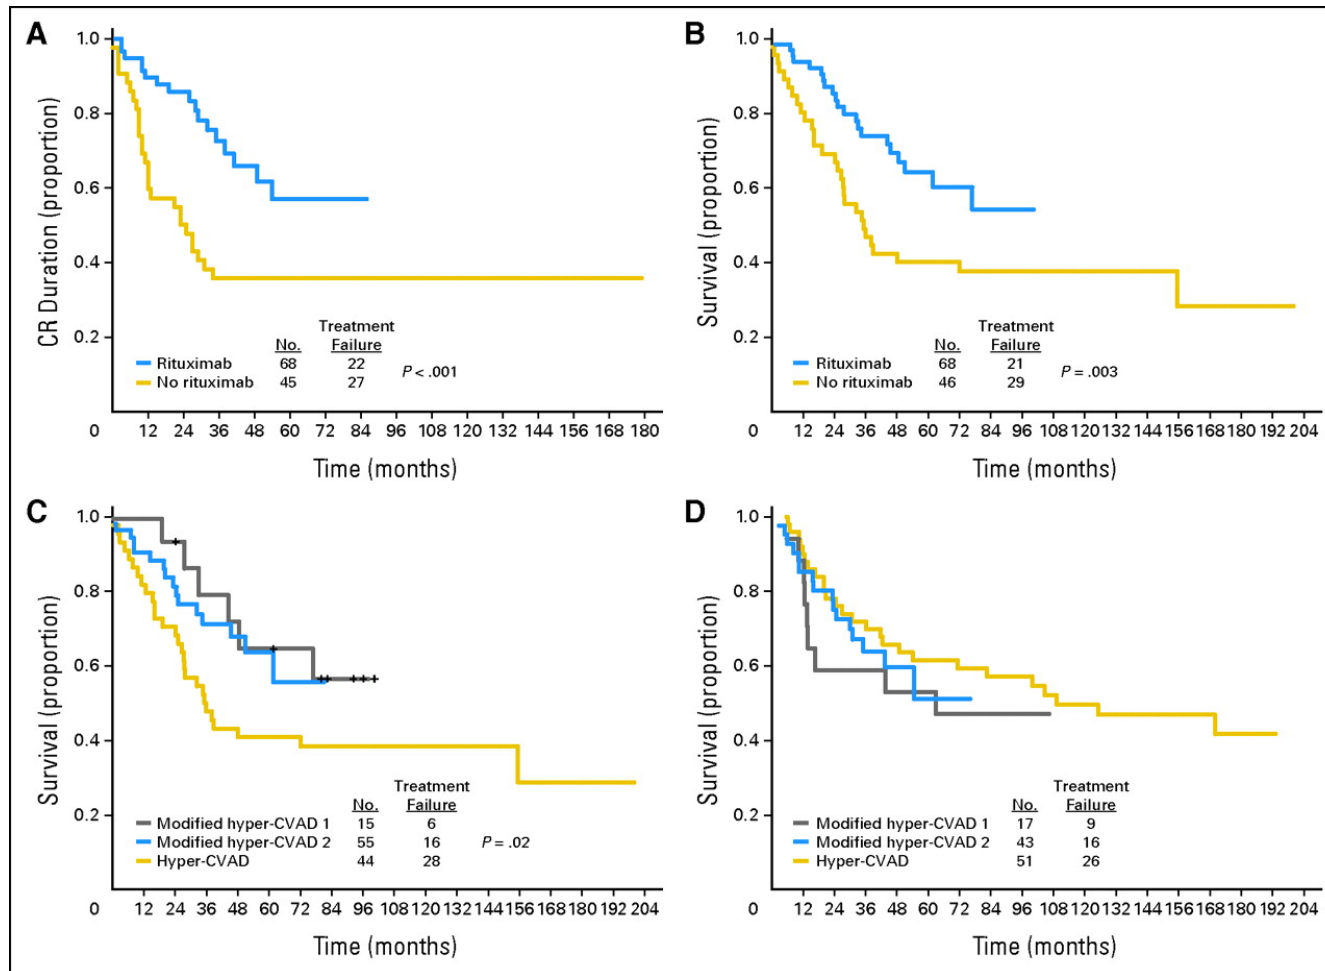 A
CR Duration (proportion)
1.0
0.8
0.6
0.4
0.2
0
Treatment
No. Failure
Rituximab 68 22
No rituximab 45 27
P < .001
12 24 36 48 60 72 84 96 108 120 132 144 156 168 180
Time (months)
B
Survival (proportion)
1.0
0.8
0.6
0.4
0.2
0
Treatment
No. Failure
Rituximab 68 21
No rituximab 46 29
P = .003
12 24 36 48 60 72 84 96 108 120 132 144 156 168 180 192 204
Time (months)
C
Survival (proportion)
1.0
0.8
0.6
0.4
0.2
0
Treatment
No. Failure
Modified hyper-CVAD 1 15 6
Modified hyper-CVAD 2 55 16 P = .02
Hyper-CVAD 44 28
12 24 36 48 60 72 84 96 108 120 132 144 156 168 180 192 204
Time (months)
D
Survival (proportion)
1.0
0.8
0.6
0.4
0.2
0
Treatment
No. Failure
Modified hyper-CVAD 1 17 9
Modified hyper-CVAD 2 43 16
Hyper-CVAD 51 26
12 24 36 48 60 72 84 96 108 120 132 144 156 168 180 192 204
Time (months)